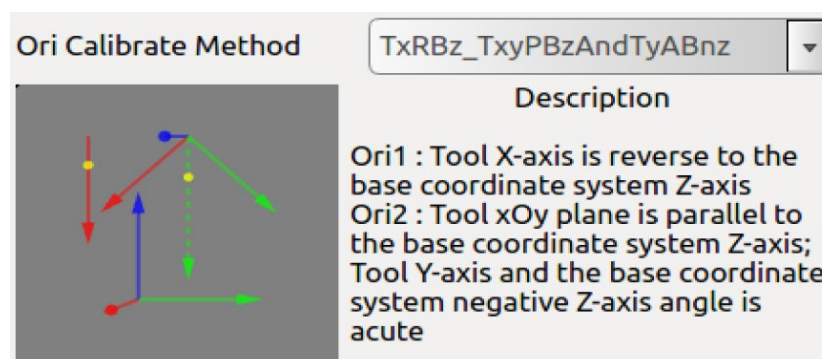 Ori Calibrate Method
TxRBz_TxyPBzAndTyABnz
Description
Ori1 : Tool X-axis is reverse to the
base coordinate system Z-axis
Ori2 : Tool xOy plane is parallel to
the base coordinate system Z-axis;
Tool Y-axis and the base coordinate
system negative Z-axis angle is
acute